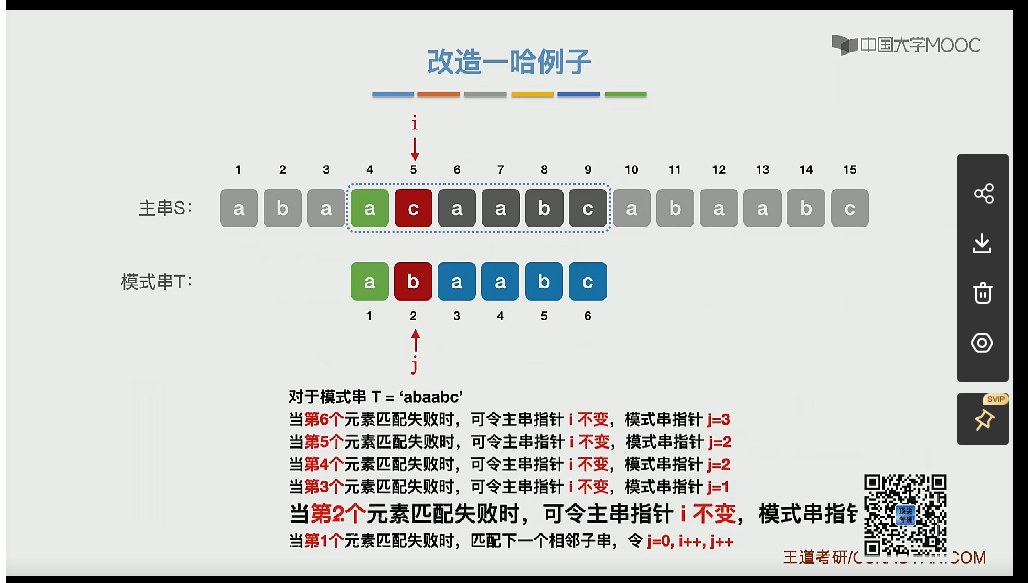 中国大学MOOC
改造一哈例子
i
1 2 3 4 5 6 7 8 9 10 11 12 13 14 15
主串S: a b a a c a a b c a b a a b c
模式串T: a b a a b c
1 2 3 4 5 6
j
对于模式串 T = ‘abaabc’
当第6个元素匹配失败时，可令主串指针 i 不变，模式串指针 j=3
当第5个元素匹配失败时，可令主串指针 i 不变，模式串指针 j=2
当第4个元素匹配失败时，可令主串指针 i 不变，模式串指针 j=2
当第3个元素匹配失败时，可令主串指针 i 不变，模式串指针 j=1
当第2个元素匹配失败时，可令主串指针 i 不变，模式串指
当第1个元素匹配失败时，匹配下一个相邻子串，令 j=0, i++, j++
王道考研/
.COM
SVIP